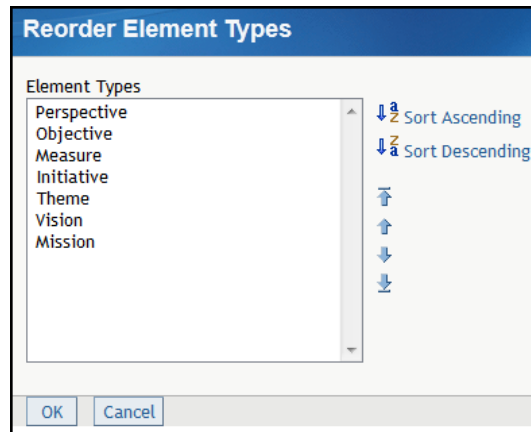 Reorder Element Types
Element Types
Perspective
Objective
Measure
Initiative
Theme
Vision
Mission
Sort Ascending
Sort Descending
OK
Cancel